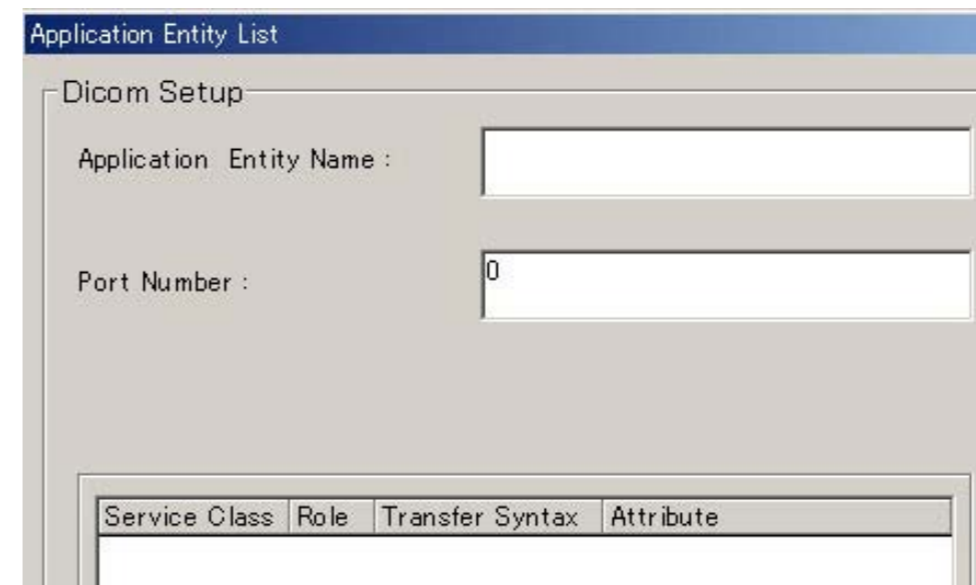 Application Entity List
Dicom Setup
Application Entity Name :
Port Number :
0
Service Class Role Transfer Syntax Attribute